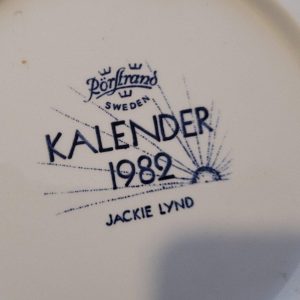 Rörstrand
SWEDEN
KALENDER
1982
JACKIE LYND